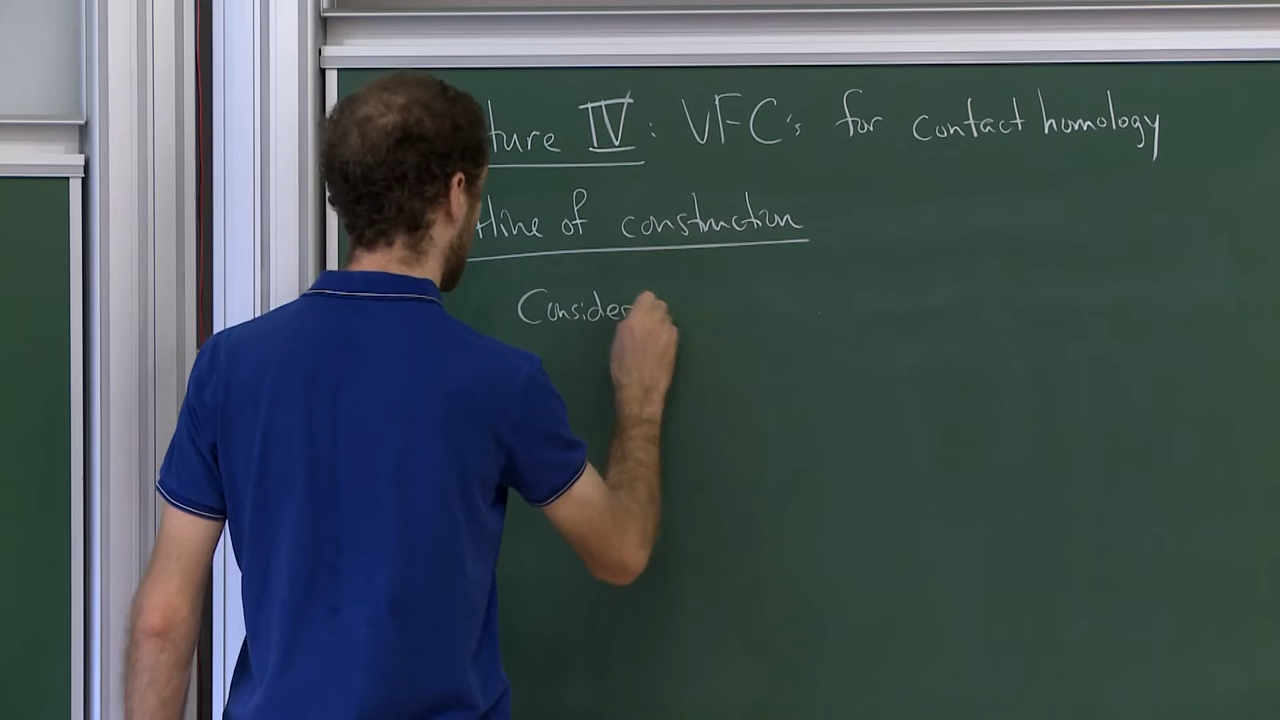 ture IV: VFC's for contact homology
tline of construction
Consider